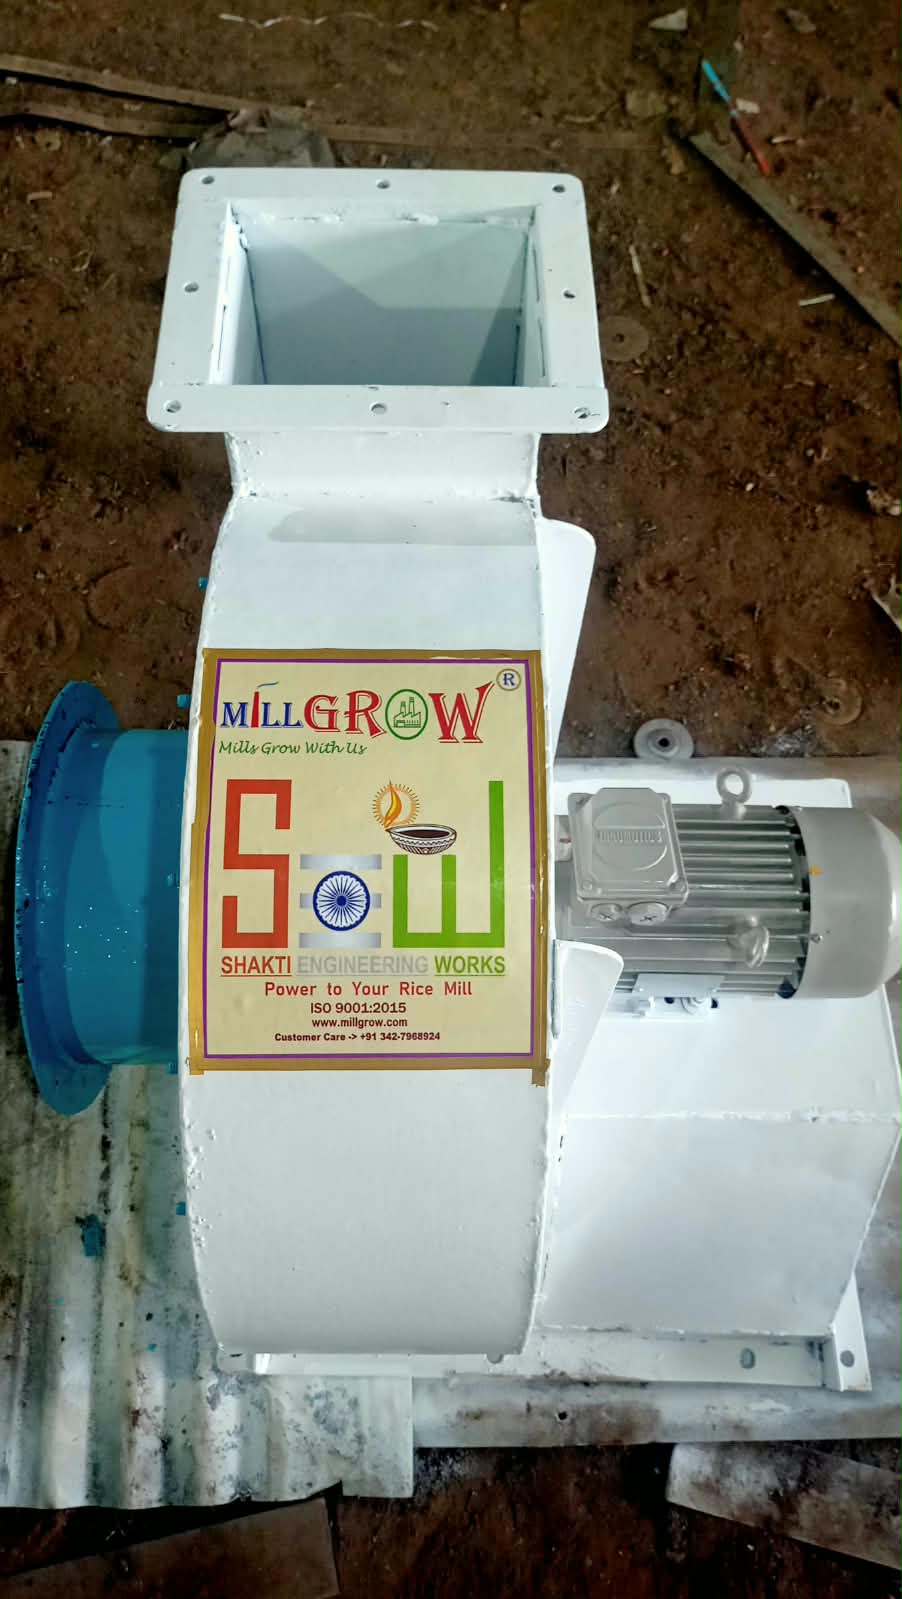 MILLGROW ®
Mills Grow With Us
SEW
SHAKTI ENGINEERING WORKS
Power to Your Rice Mill
ISO 9001:2015
www.millgrow.com
Customer Care -> +91 342-7968924